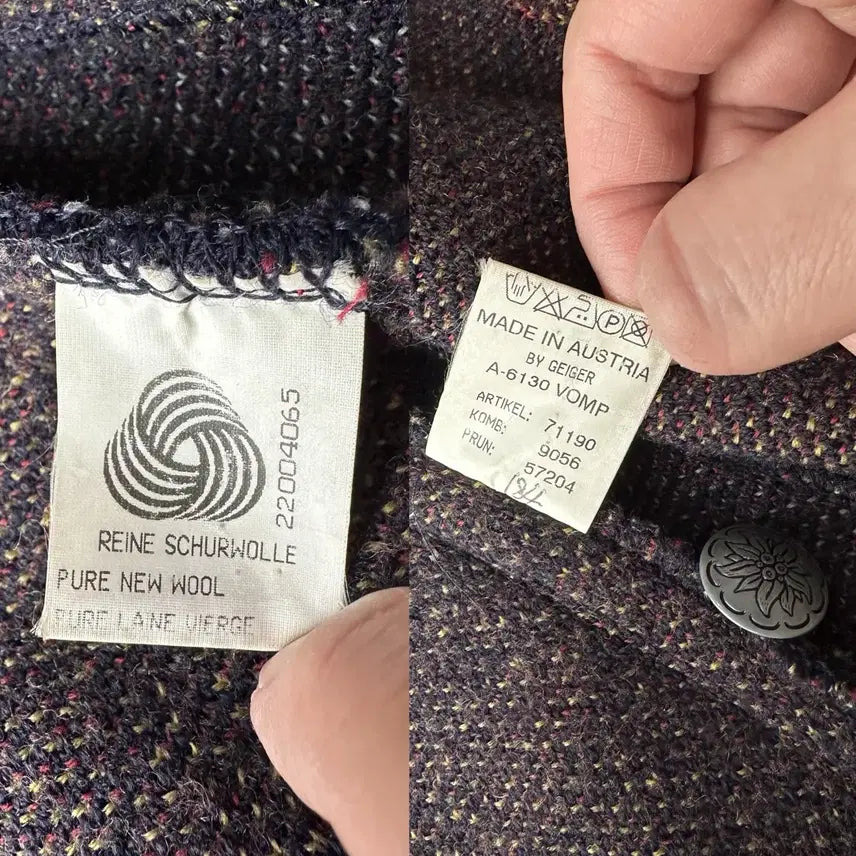 22004065
REINE SCHURWOLLE
PURE NEW WOOL
PURE LANE VIERGE
P
MADE IN AUSTRIA
BY GEIGER
A-6130 VOMP
ARTIKEL: 71190
KOMB: 9056
PRUN: 57204